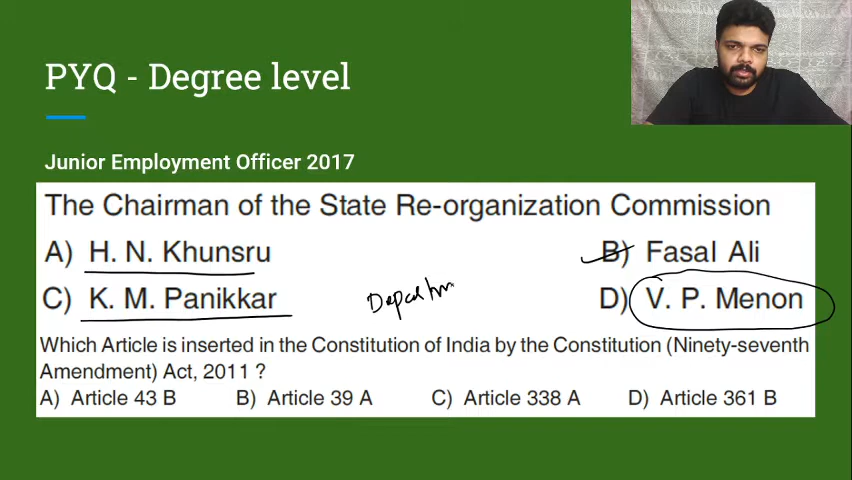 PYQ - Degree level
Junior Employment Officer 2017
The Chairman of the State Re-organization Commission
A) H. N. Khunsru
B) Fasal Ali
C) K. M. Panikkar
D) V. P. Menon
Which Article is inserted in the Constitution of India by the Constitution (Ninety-seventh
Amendment) Act, 2011 ?
A) Article 43 B B) Article 39 A C) Article 338 A D) Article 361 B